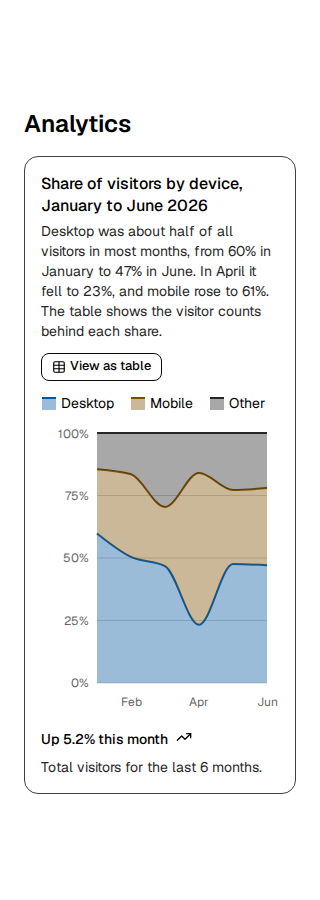 Analytics
Share of visitors by device,
January to June 2026
Desktop was about half of all
visitors in most months, from 60% in
January to 47% in June. In April it
fell to 23%, and mobile rose to 61%.
The table shows the visitor counts
behind each share.
View as table
Desktop Mobile Other
100%
75%
50%
25%
0%
Feb Apr Jun
Up 5.2% this month
Total visitors for the last 6 months.